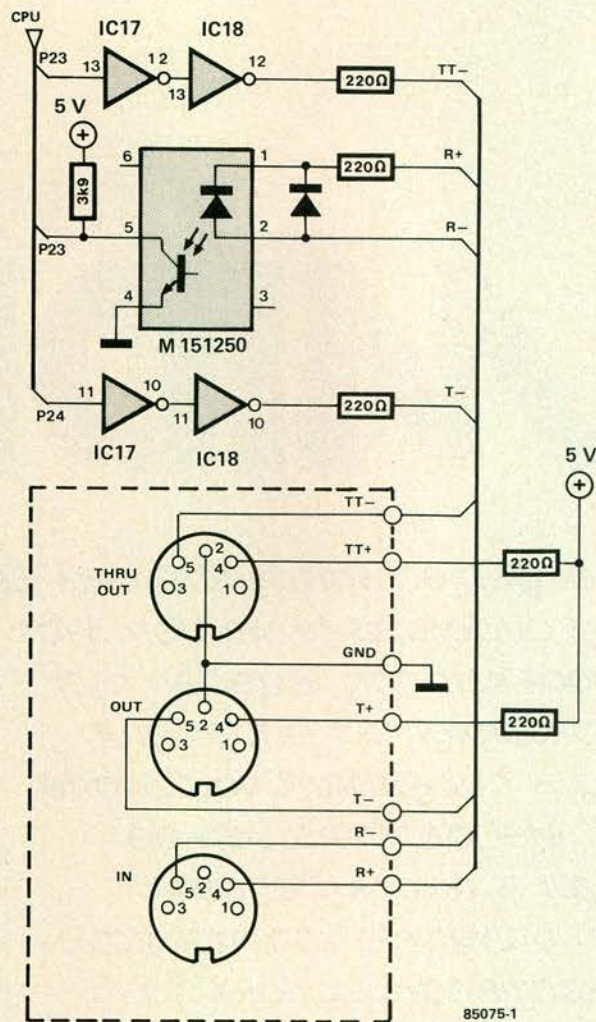 CPU
IC17
IC18
P23
13
12
13
12
220Ω
TT−
5 V
+
3k9
6
1
220Ω
R+
P23
5
2
R−
4
3
M 151250
P24
11
10
11
10
220Ω
T−
IC17
IC18
5 V
+
TT−
THRU
OUT
5
2
4
3
1
TT+
220Ω
GND
OUT
5
2
4
3
1
T+
220Ω
T−
R−
IN
5
2
4
3
1
R+
85075-1